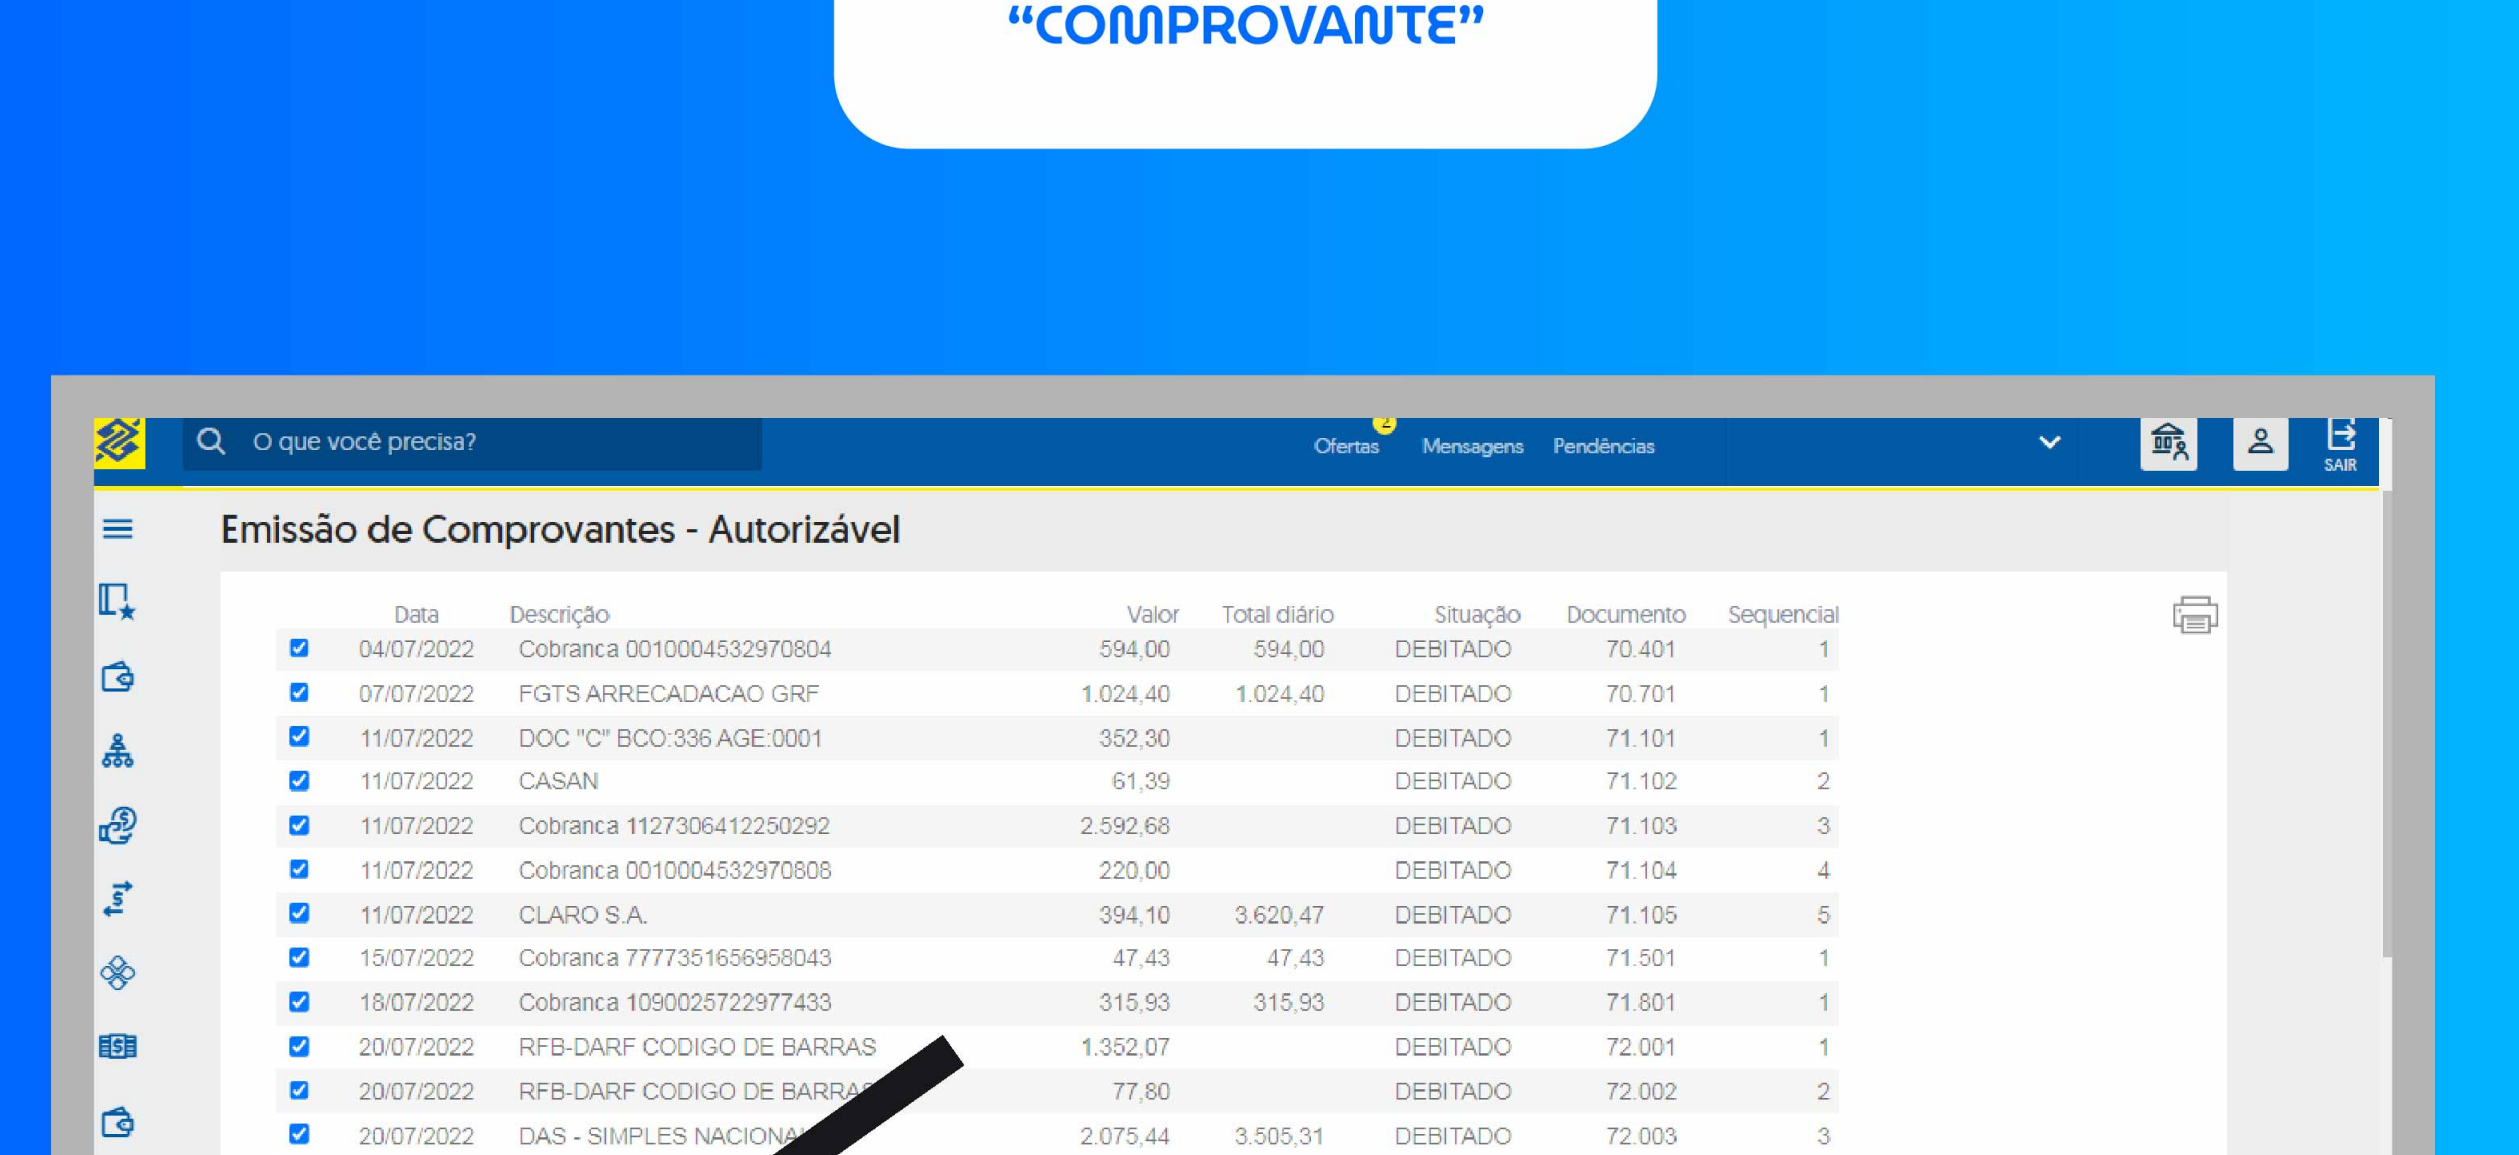 “COMPROVANTE”
O que você precisa? Ofertas 2 Mensagens Pendências SAIR
Emissão de Comprovantes - Autorizável
Data Descrição Valor Total diário Situação Documento Sequencial
04/07/2022 Cobranca 0010004532970804 594,00 594,00 DEBITADO 70.401 1
07/07/2022 FGTS ARRECADACAO GRF 1.024,40 1.024,40 DEBITADO 70.701 1
11/07/2022 DOC "C" BCO:336 AGE:0001 352,30 DEBITADO 71.101 1
11/07/2022 CASAN 61,39 DEBITADO 71.102 2
11/07/2022 Cobranca 1127306412250292 2.592,68 DEBITADO 71.103 3
11/07/2022 Cobranca 0010004532970808 220,00 DEBITADO 71.104 4
11/07/2022 CLARO S.A. 394,10 3.620,47 DEBITADO 71.105 5
15/07/2022 Cobranca 7777351656958043 47,43 47,43 DEBITADO 71.501 1
18/07/2022 Cobranca 1090025722977433 315,93 315,93 DEBITADO 71.801 1
20/07/2022 RFB-DARF CODIGO DE BARRAS 1.352,07 DEBITADO 72.001 1
20/07/2022 RFB-DARF CODIGO DE BARRAS 77,80 DEBITADO 72.002 2
20/07/2022 DAS - SIMPLES NACIONAL 2.075,44 3.505,31 DEBITADO 72.003 3